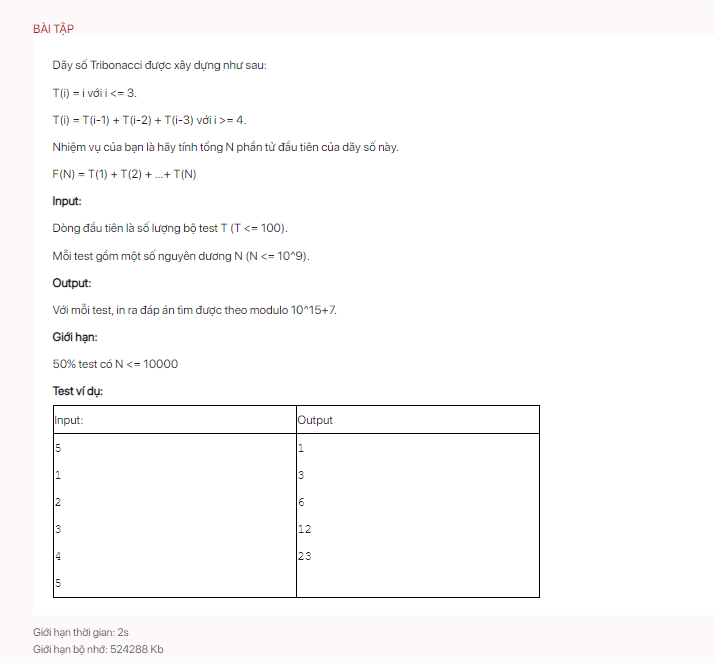 BÀI TẬP
Dãy số Tribonacci được xây dựng như sau:
T(i) = i với i <= 3.
T(i) = T(i-1) + T(i-2) + T(i-3) với i >= 4.
Nhiệm vụ của bạn là hãy tính tổng N phần tử đầu tiên của dãy số này.
F(N) = T(1) + T(2) + ...+ T(N)
Input:
Dòng đầu tiên là số lượng bộ test T (T <= 100).
Mỗi test gồm một số nguyên dương N (N <= 10^9).
Output:
Với mỗi test, in ra đáp án tìm được theo modulo 10^15+7.
Giới hạn:
50% test có N <= 10000
Test ví dụ:
Input: Output
5 1
1 3
2 6
3 12
4 23
5
Giới hạn thời gian: 2s
Giới hạn bộ nhớ: 524288 Kb